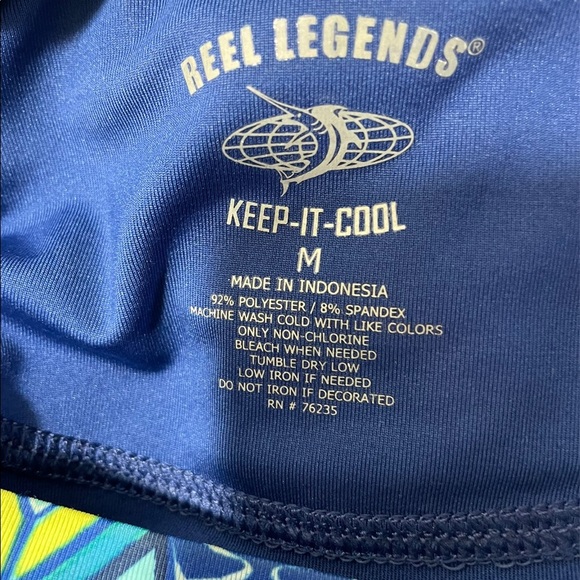 REEL LEGENDS®
KEEP-IT-COOL
M
MADE IN INDONESIA
92% POLYESTER / 8% SPANDEX
MACHINE WASH COLD WITH LIKE COLORS
ONLY NON-CHLORINE
BLEACH WHEN NEEDED
TUMBLE DRY LOW
LOW IRON IF NEEDED
DO NOT IRON IF DECORATED
RN # 76235